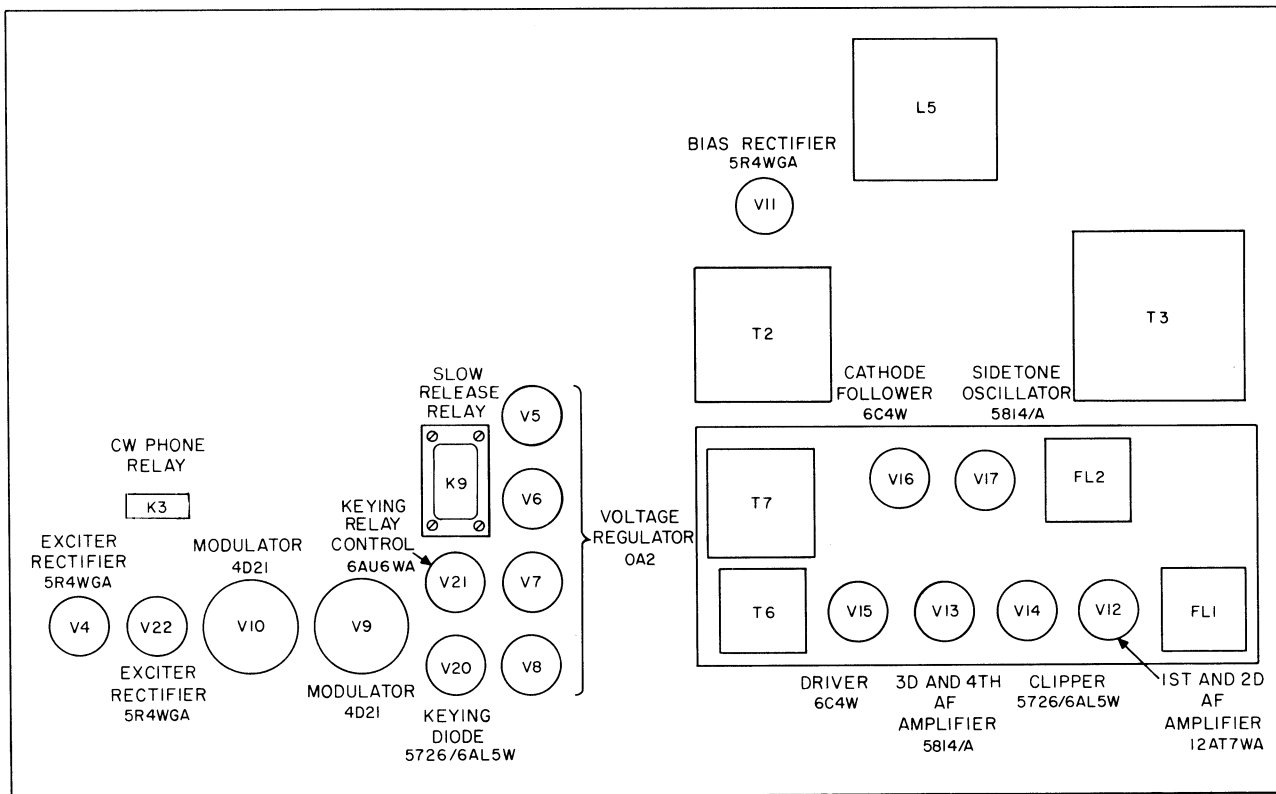 L5
BIAS RECTIFIER
5R4WGA
V11
T2
T3
CATHODE
FOLLOWER
6C4W
SIDETONE
OSCILLATOR
5814/A
SLOW
RELEASE
RELAY
K9
V5
V6
V7
V8
VOLTAGE
REGULATOR
OA2
CW PHONE
RELAY
K3
KEYING
RELAY
CONTROL
6AU6WA
V21
EXCITER
RECTIFIER
5R4WGA
V4
V22
EXCITER
RECTIFIER
5R4WGA
MODULATOR
4D21
V10
V9
MODULATOR
4D21
V20
KEYING
DIODE
5726/6AL5W
T7
V16
V17
FL2
T6
V15
V13
V14
V12
FL1
DRIVER
6C4W
3D AND 4TH
AF
AMPLIFIER
5814/A
CLIPPER
5726/6AL5W
1ST AND 2D
AF
AMPLIFIER
12AT7WA